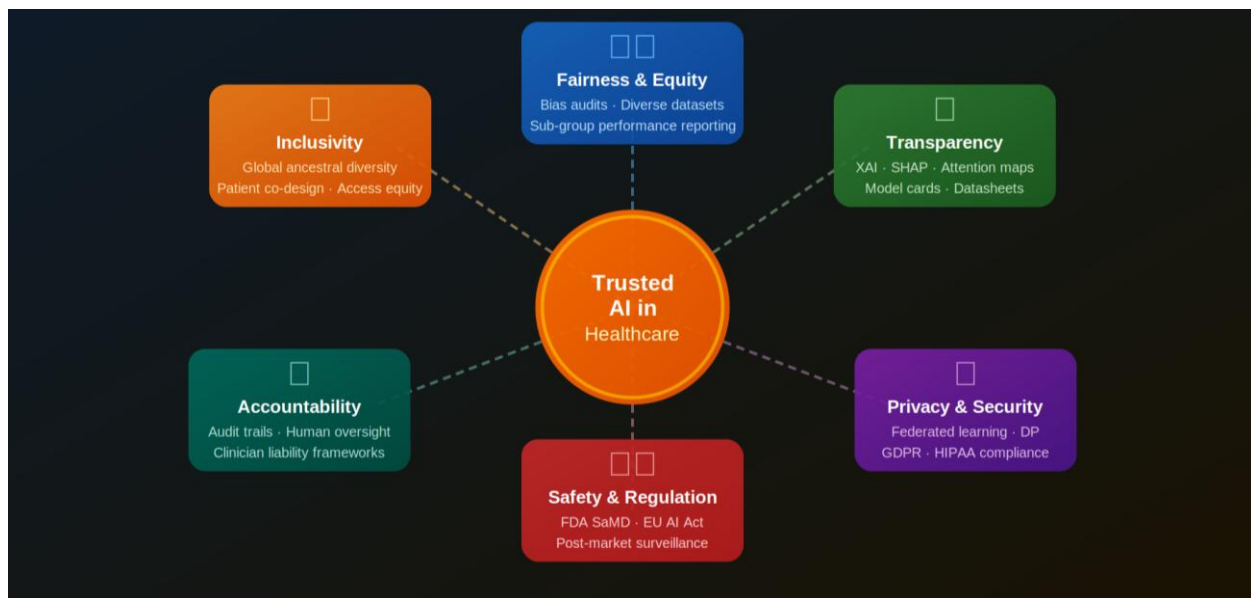 Fairness & Equity
Bias audits · Diverse datasets
Sub-group performance reporting
Inclusivity
Global ancestral diversity
Patient co-design · Access equity
Transparency
XAI · SHAP · Attention maps
Model cards · Datasheets
Trusted
AI in
Healthcare
Accountability
Audit trails · Human oversight
Clinician liability frameworks
Privacy & Security
Federated learning · DP
GDPR · HIPAA compliance
Safety & Regulation
FDA SaMD · EU AI Act
Post-market surveillance